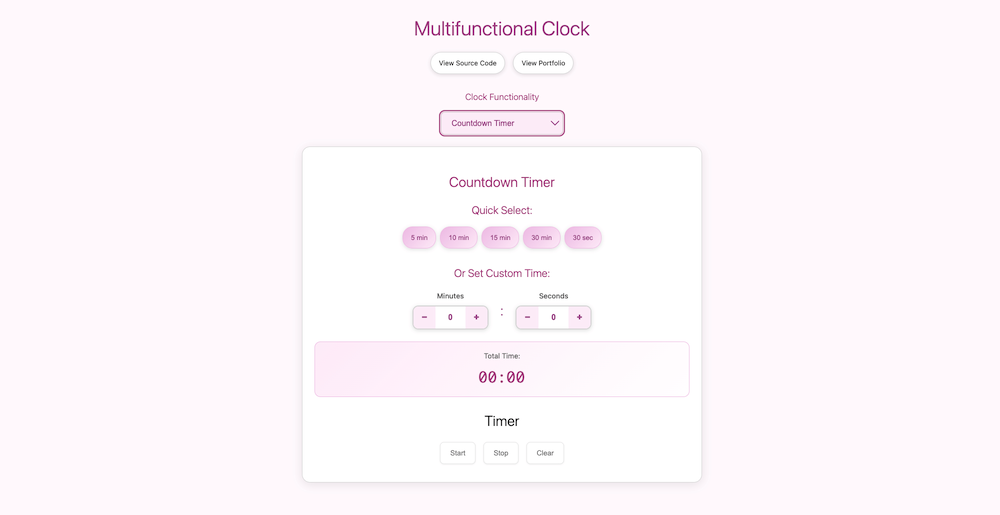 Multifunctional Clock
View Source Code View Portfolio
Clock Functionality
Countdown Timer
Countdown Timer
Quick Select:
5 min 10 min 15 min 30 min 30 sec
Or Set Custom Time:
Minutes Seconds
− 0 + : − 0 +
Total Time:
00:00
Timer
Start Stop Clear